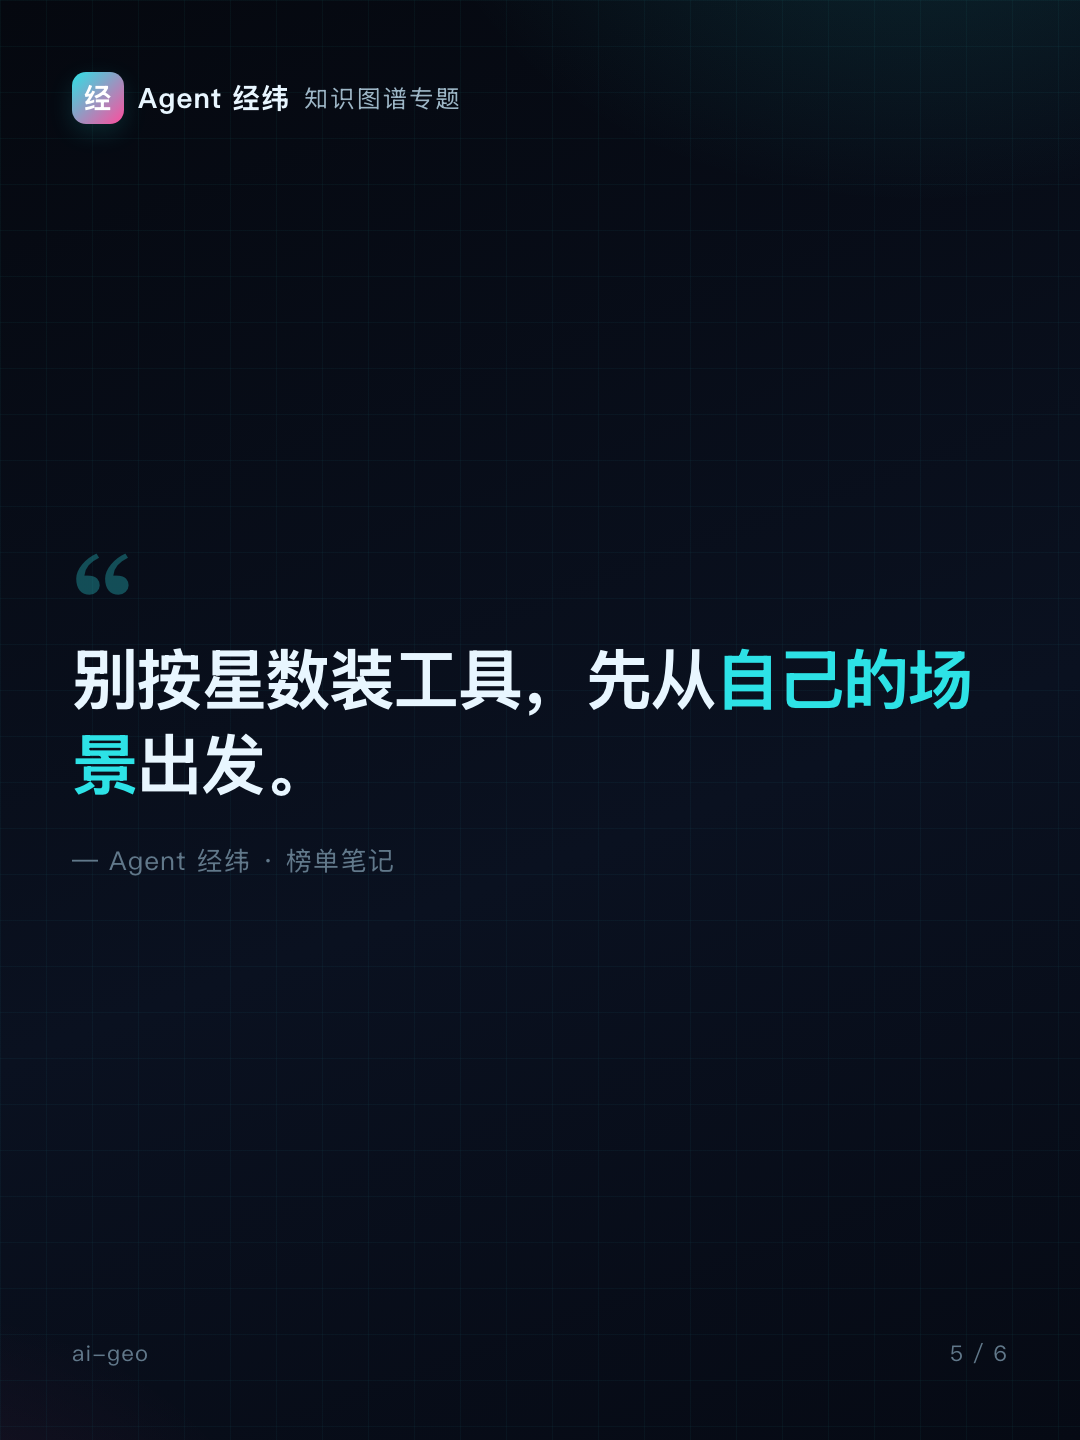 经 Agent 经纬 知识图谱专题
“
别按星数装工具，先从自己的场
景出发。
— Agent 经纬 · 榜单笔记
ai-geo
5 / 6